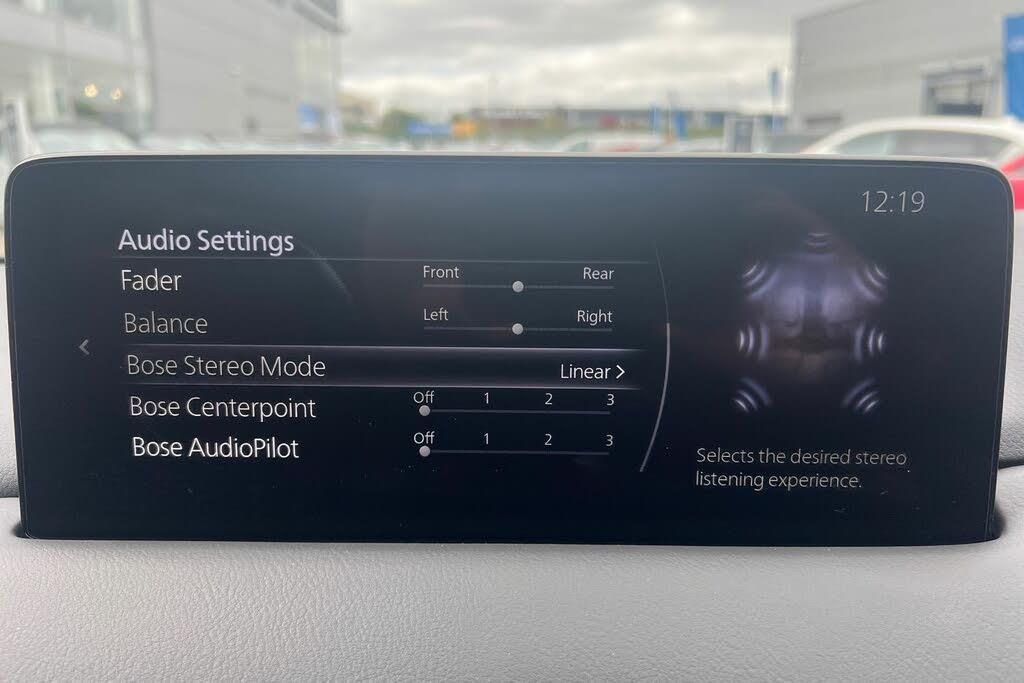 12:19
Audio Settings
Fader Front Rear
Balance Left Right
Bose Stereo Mode Linear >
Bose Centerpoint Off 1 2 3
Bose AudioPilot Off 1 2 3
Selects the desired stereo
listening experience.